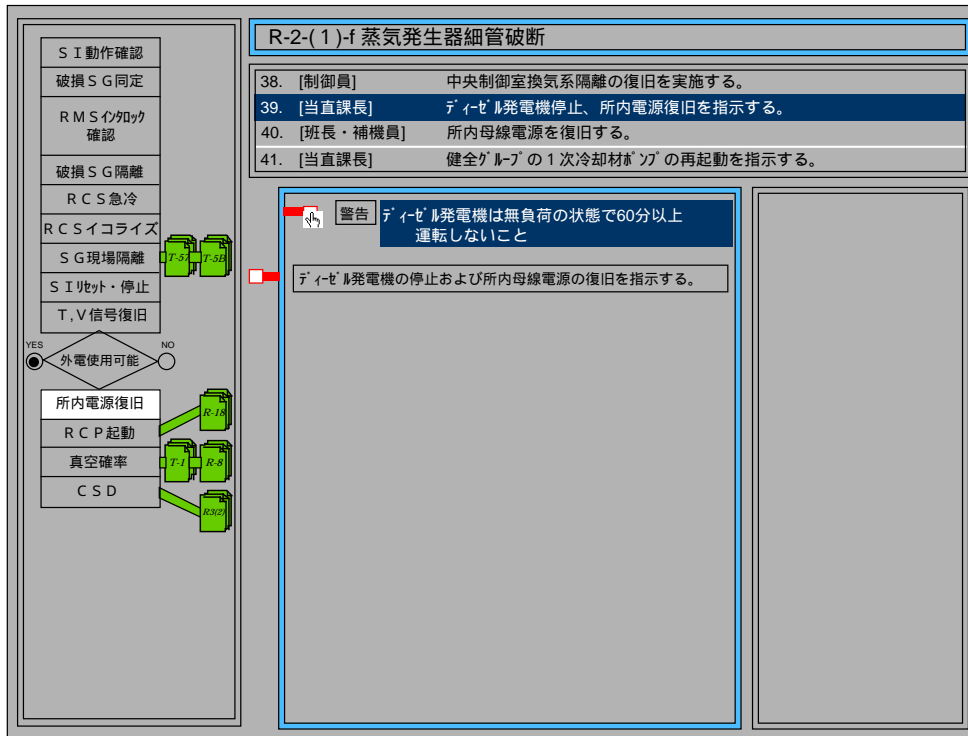 R-2-(１)-f 蒸気発生器細管破断
ＳＩ動作確認
破損ＳＧ同定
ＲＭＳｲﾝﾀﾛｯｸ
確認
破損ＳＧ隔離
ＲＣＳ急冷
ＲＣＳイコライズ
ＳＧ現場隔離
T-57
T-5B
ＳＩﾘｾｯﾄ・停止
Ｔ,Ｖ信号復旧
YES
NO
外電使用可能
所内電源復旧
R-18
ＲＣＰ起動
真空確率
T-1
R-8
ＣＳＤ
R3(2)
38. [制御員] 中央制御室換気系隔離の復旧を実施する。
39. [当直課長] ﾃﾞｨｰｾﾞﾙ発電機停止、所内電源復旧を指示する。
40. [班長・補機員] 所内母線電源を復旧する。
41. [当直課長] 健全ｸﾞﾙｰﾌﾟの１次冷却材ﾎﾟﾝﾌﾟの再起動を指示する。
警告 ﾃﾞｨｰｾﾞﾙ発電機は無負荷の状態で60分以上
運転しないこと
ﾃﾞｨｰｾﾞﾙ発電機の停止および所内母線電源の復旧を指示する。